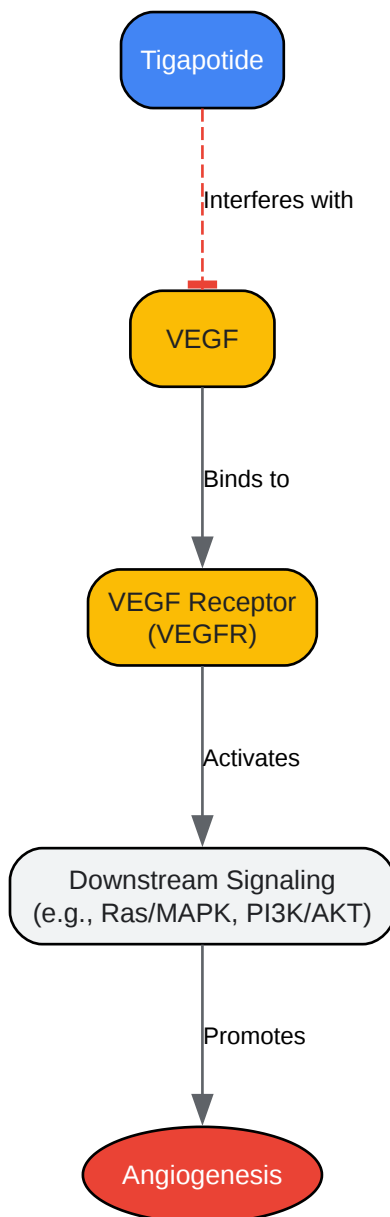 Tigapotide
Interferes with
VEGF
Binds to
VEGF Receptor
(VEGFR)
Activates
Downstream Signaling
(e.g., Ras/MAPK, PI3K/AKT)
Promotes
Angiogenesis